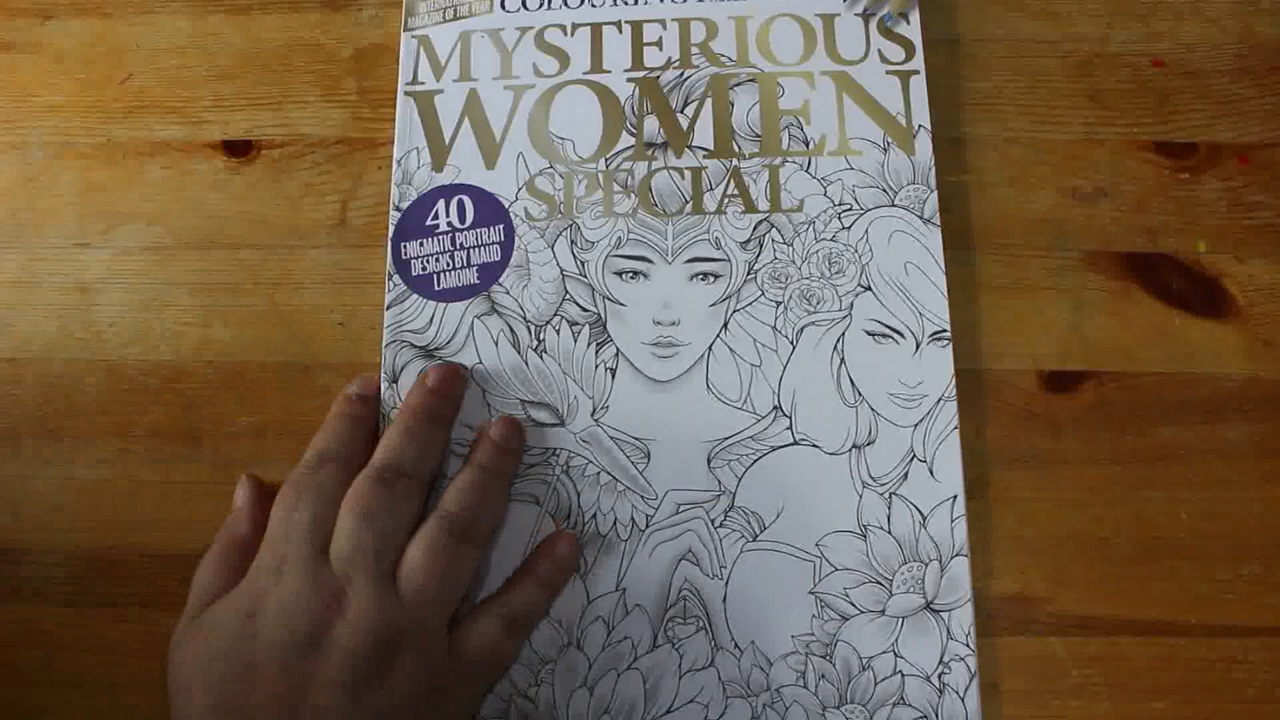 MAGAZINE OF THE YEAR
MYSTERIOUS
WOMEN
SPECIAL
40
ENIGMATIC PORTRAIT
DESIGNS BY MAUD
LAMOINE